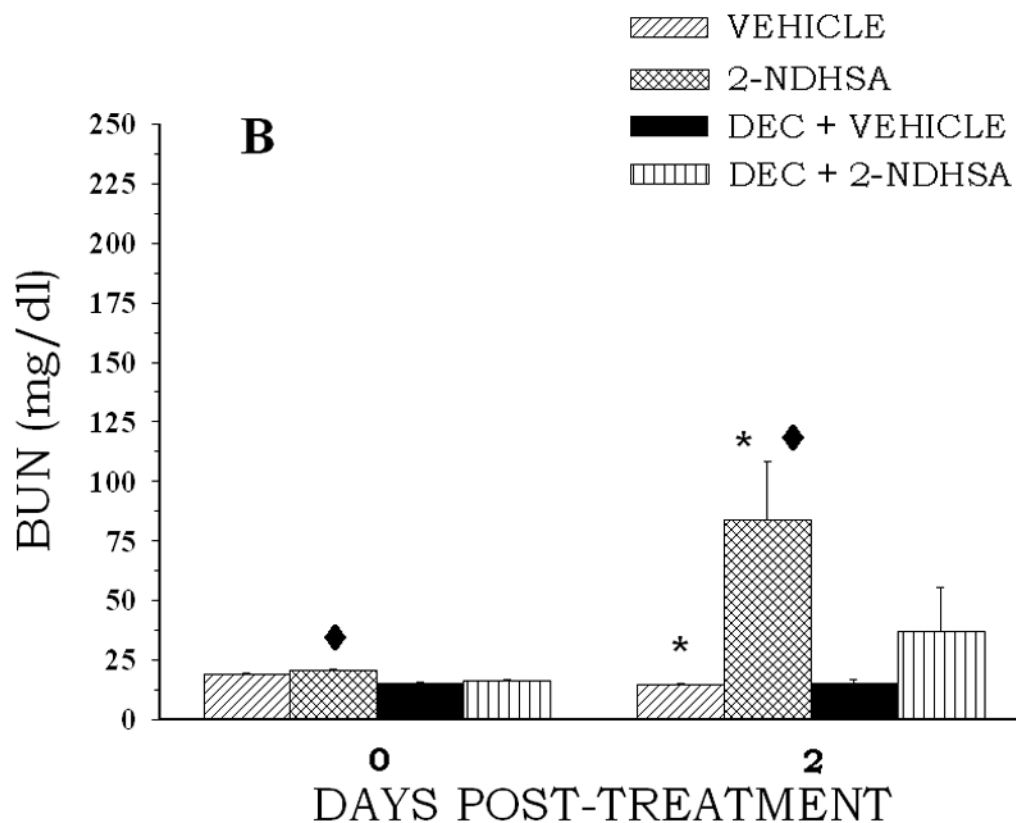 VEHICLE
2-NDHSA
DEC + VEHICLE
DEC + 2-NDHSA
B
250
225
200
175
150
125
100
75
50
25
0
BUN (mg/dl)
* ♦
♦
*
0 2
DAYS POST-TREATMENT